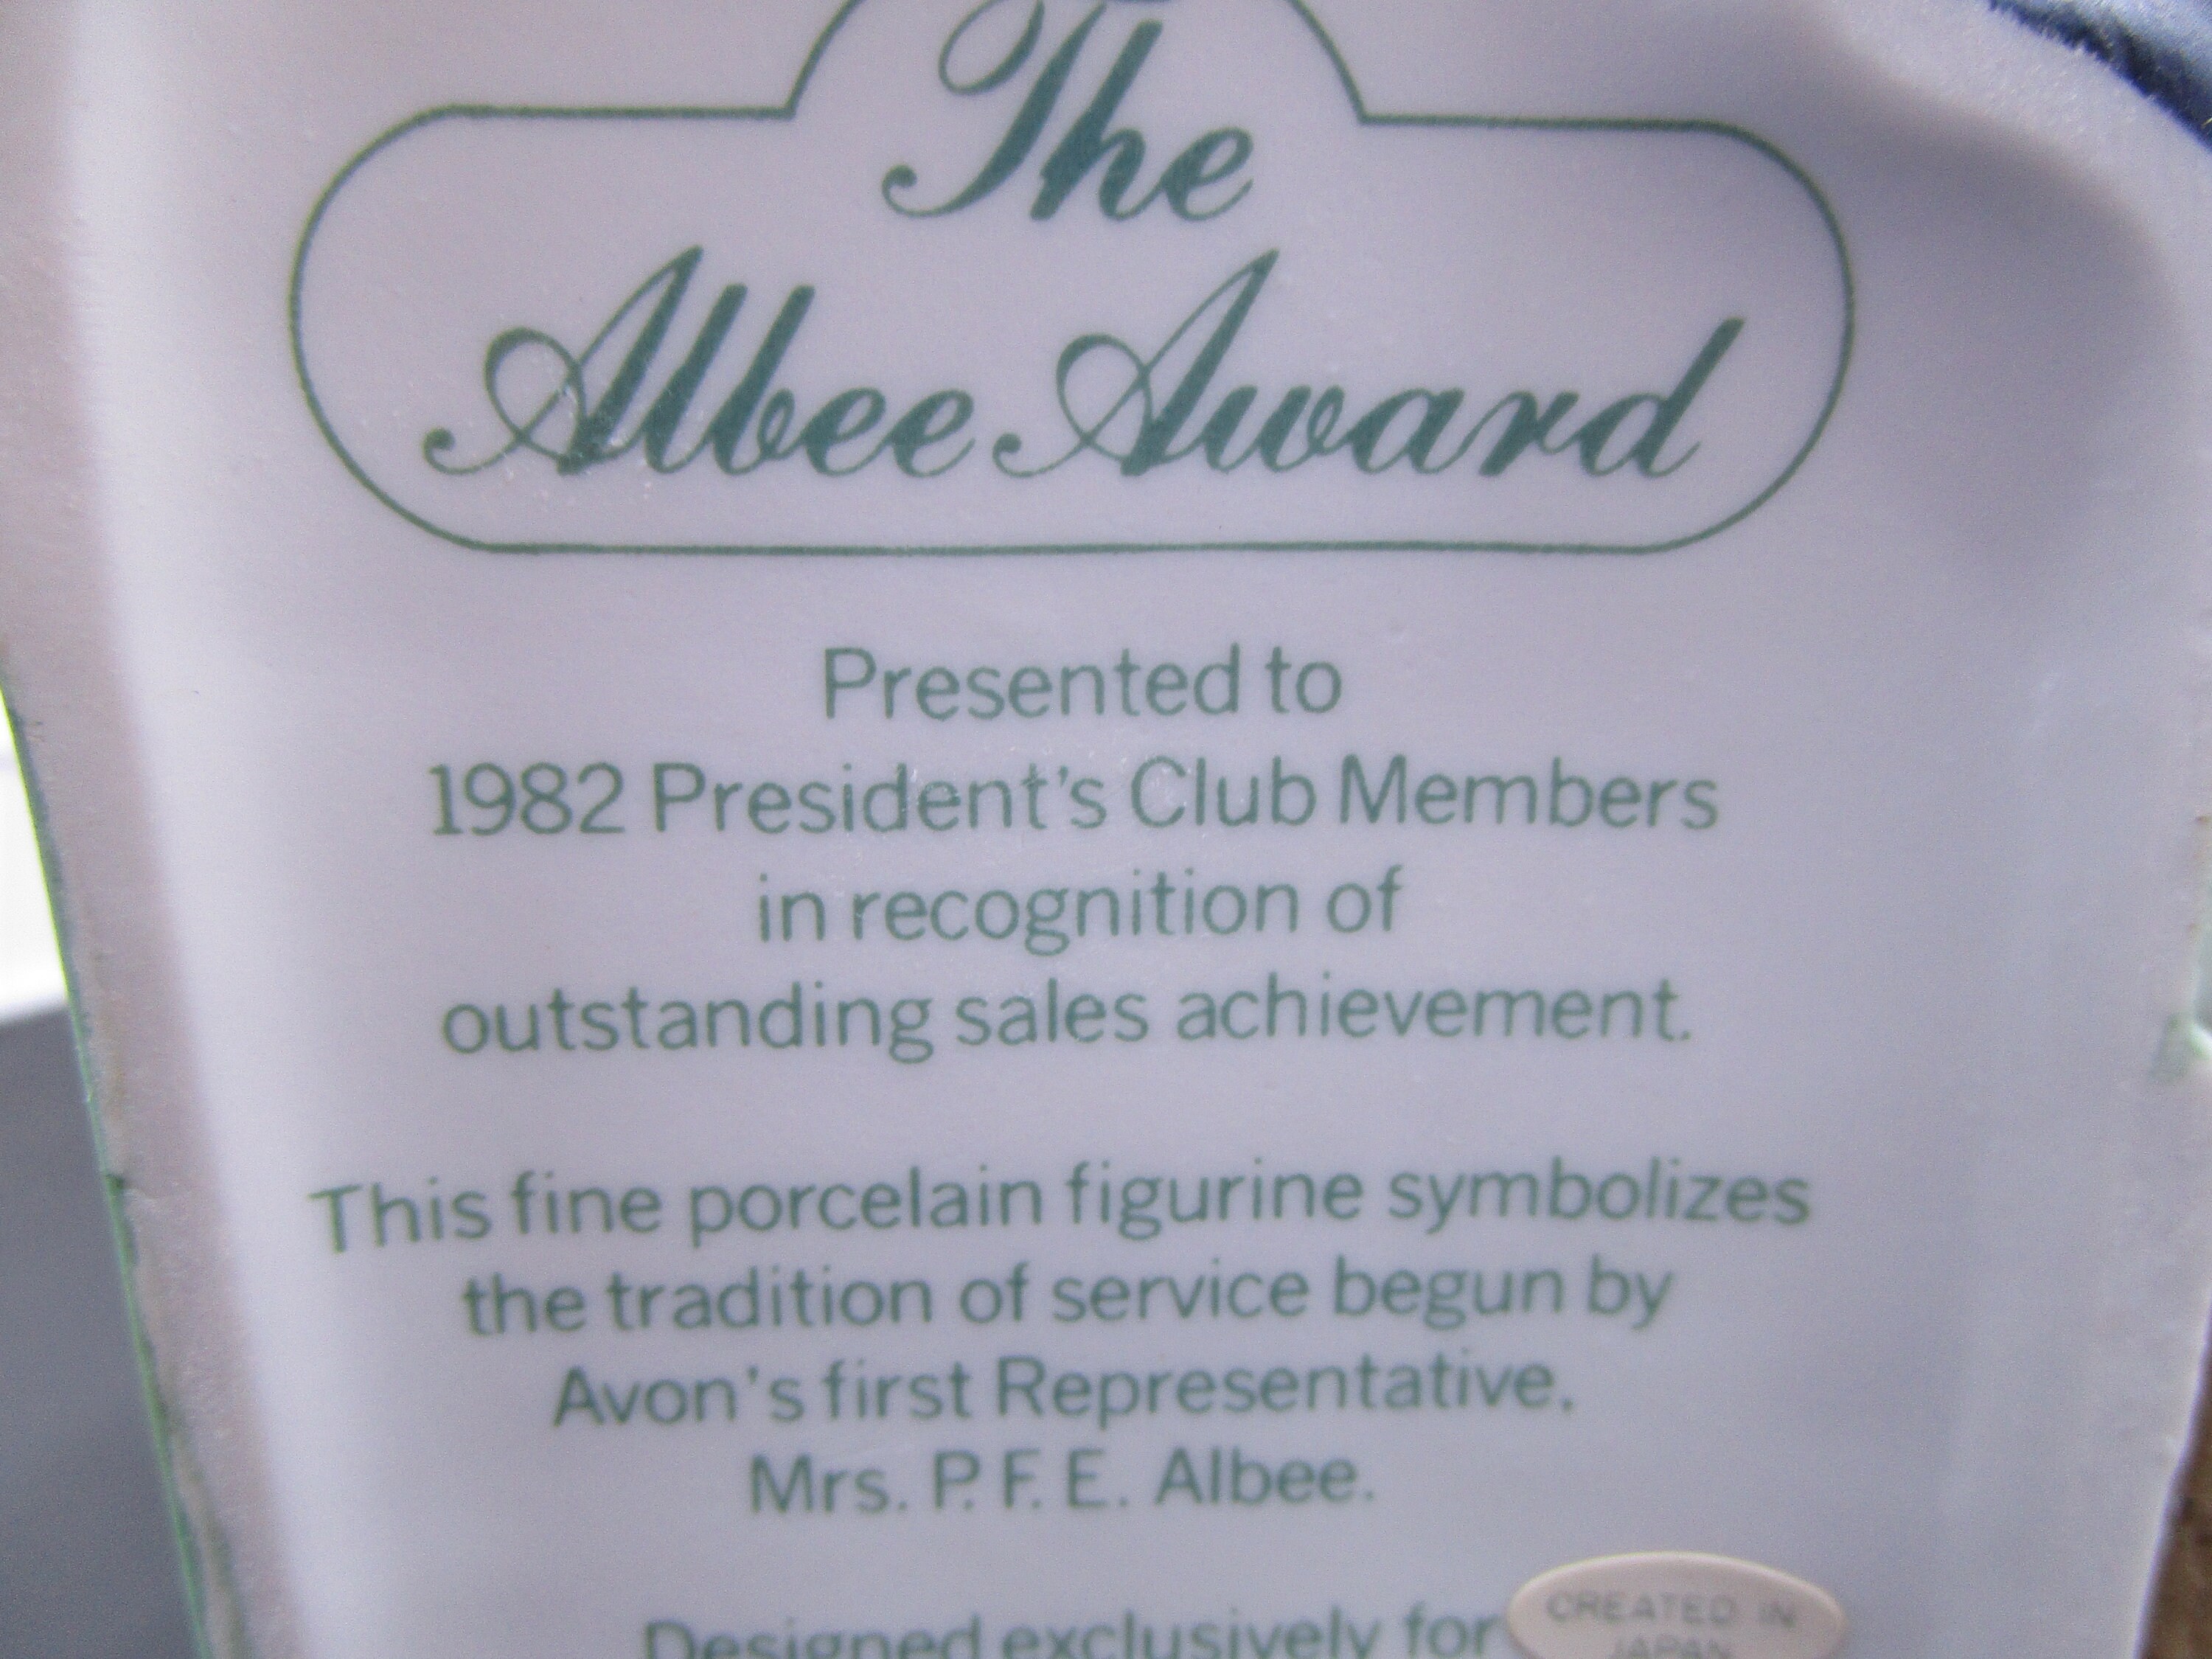 The
Albee Award
Presented to
1982 President's Club Members
in recognition of
outstanding sales achievement.
This fine porcelain figurine symbolizes
the tradition of service begun by
Avon's first Representative,
Mrs. P. F. E. Albee.
Designed exclusively for
CREATED IN
JAPAN